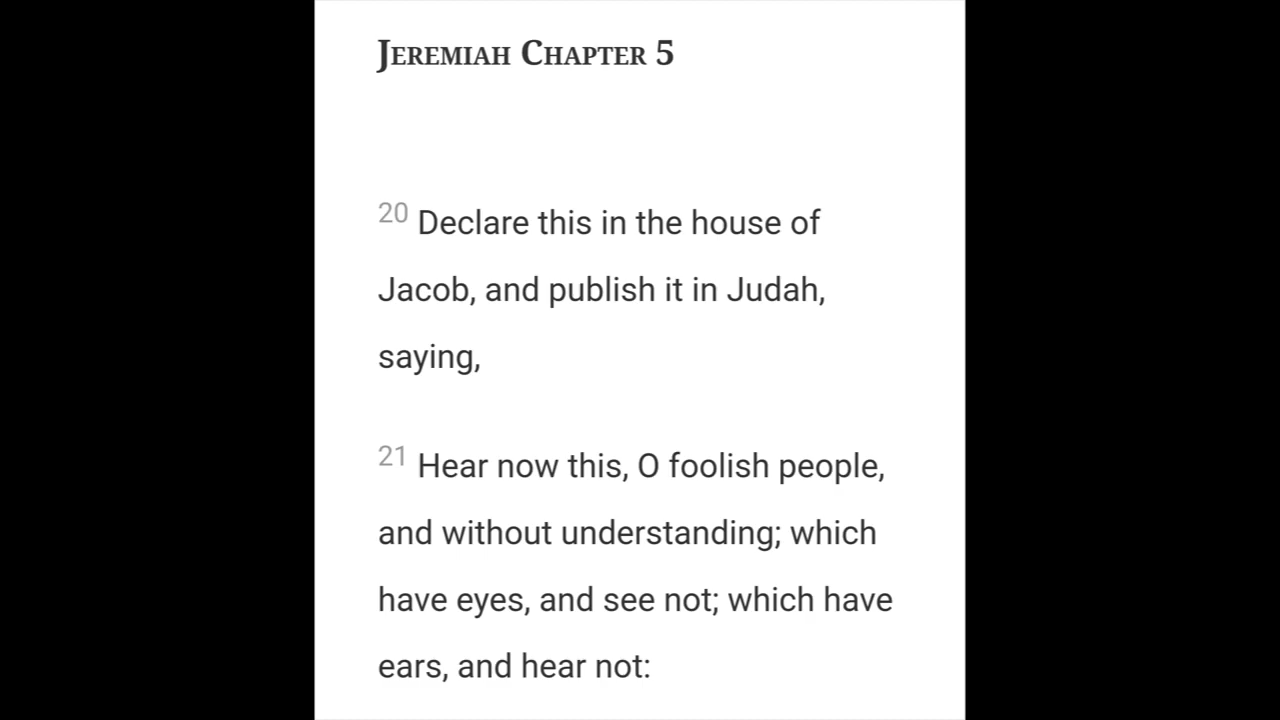 Jeremiah Chapter 5
20 Declare this in the house of
Jacob, and publish it in Judah,
saying,
21 Hear now this, O foolish people,
and without understanding; which
have eyes, and see not; which have
ears, and hear not: